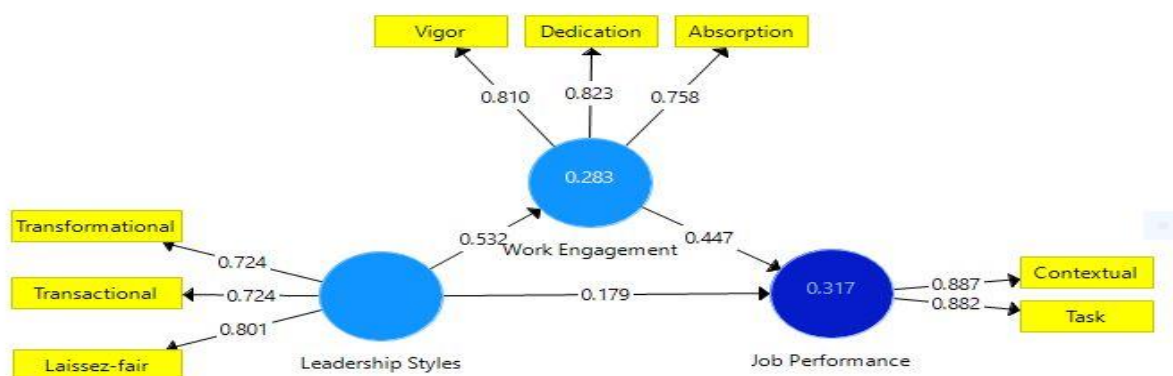 Vigor
Dedication
Absorption
0.810
0.823
0.758
0.283
Work Engagement
Transformational
0.724
Transactional
0.724
Laissez-fair
0.801
Leadership Styles
0.532
0.447
0.179
0.317
Job Performance
0.887
Contextual
0.882
Task